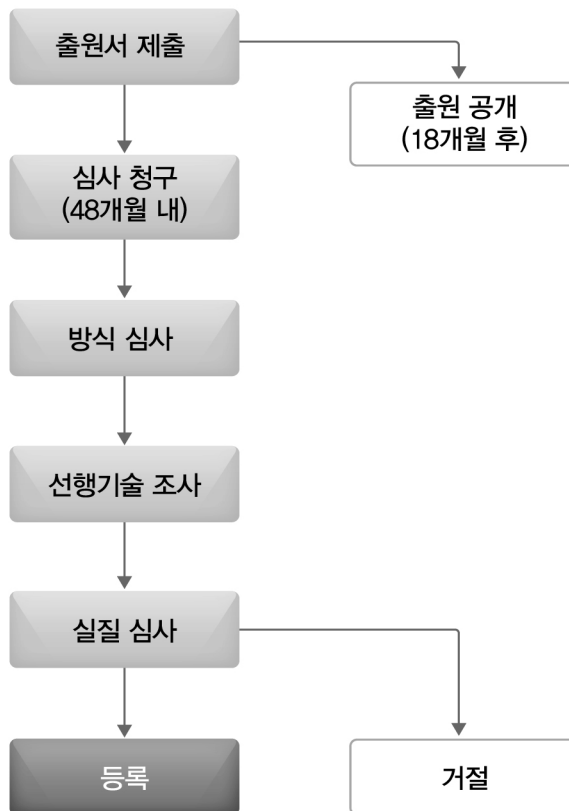 출원서 제출
출원 공개
(18개월 후)
심사 청구
(48개월 내)
방식 심사
선행기술 조사
실질 심사
등록
거절